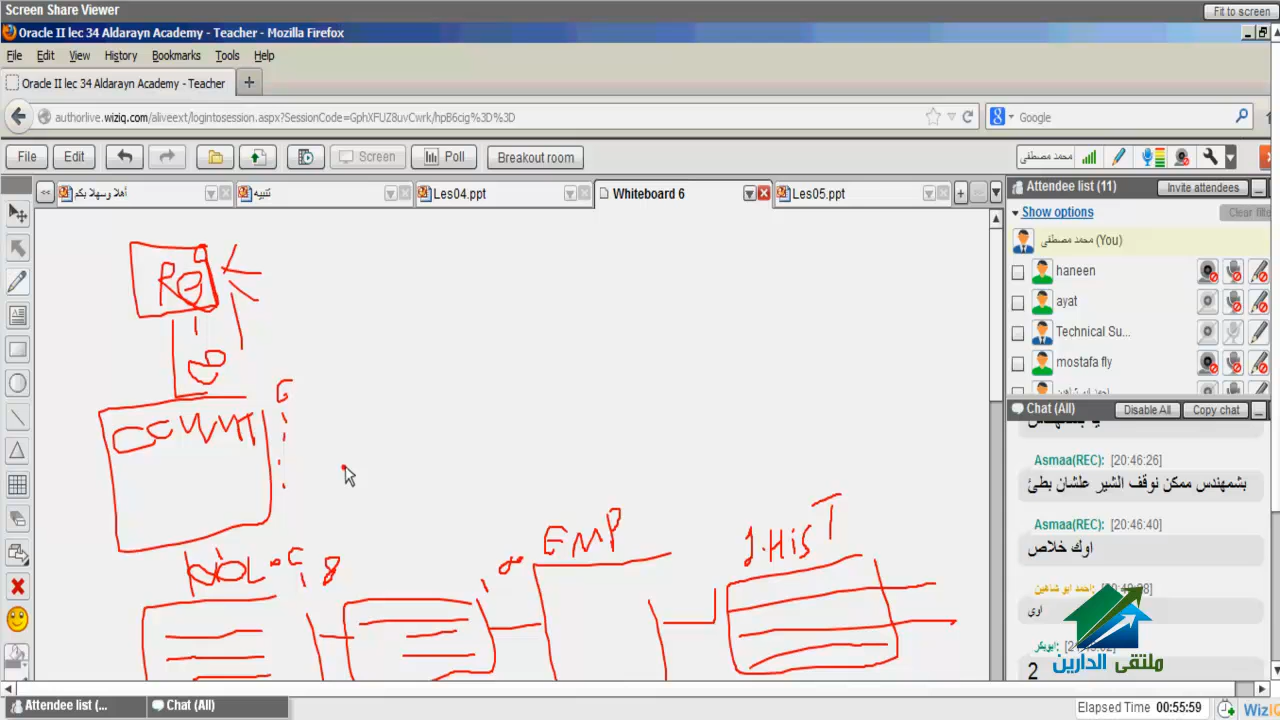 Screen Share Viewer
Fit to screen
Oracle II lec 34 Aldarayn Academy - Teacher - Mozilla Firefox
File Edit View History Bookmarks Tools Help
Oracle II lec 34 Aldarayn Academy - Teacher
authorlive.wiziq.com/aliveext/logintosession.aspx?SessionCode=GphXFUZ8uvCwrk/hpB6cig%3D%3D
Google
File Edit Screen Poll Breakout room
محمد مصطفى
أهلا وسهلا بكم
تنبيه
Les04.ppt
Whiteboard 6
Les05.ppt
Attendee list (11)
Invite attendees
Show options
Clear
محمد مصطفى (You)
haneen
ayat
Technical Su...
mostafa fly
Chat (All)
Disable All
Copy chat
Asmaa(REC): [20:46:26]
بشمهندس ممكن نوقف الشير علشان بطئ
Asmaa(REC): [20:46:40]
اوك خلاص
احمد ابو شاهين:
اوى
ابوبكر:
2
ملتقى الدارين
EMP
J.HisT
Attendee list (...
Chat (All)
Elapsed Time 00:55:59
WizIQ